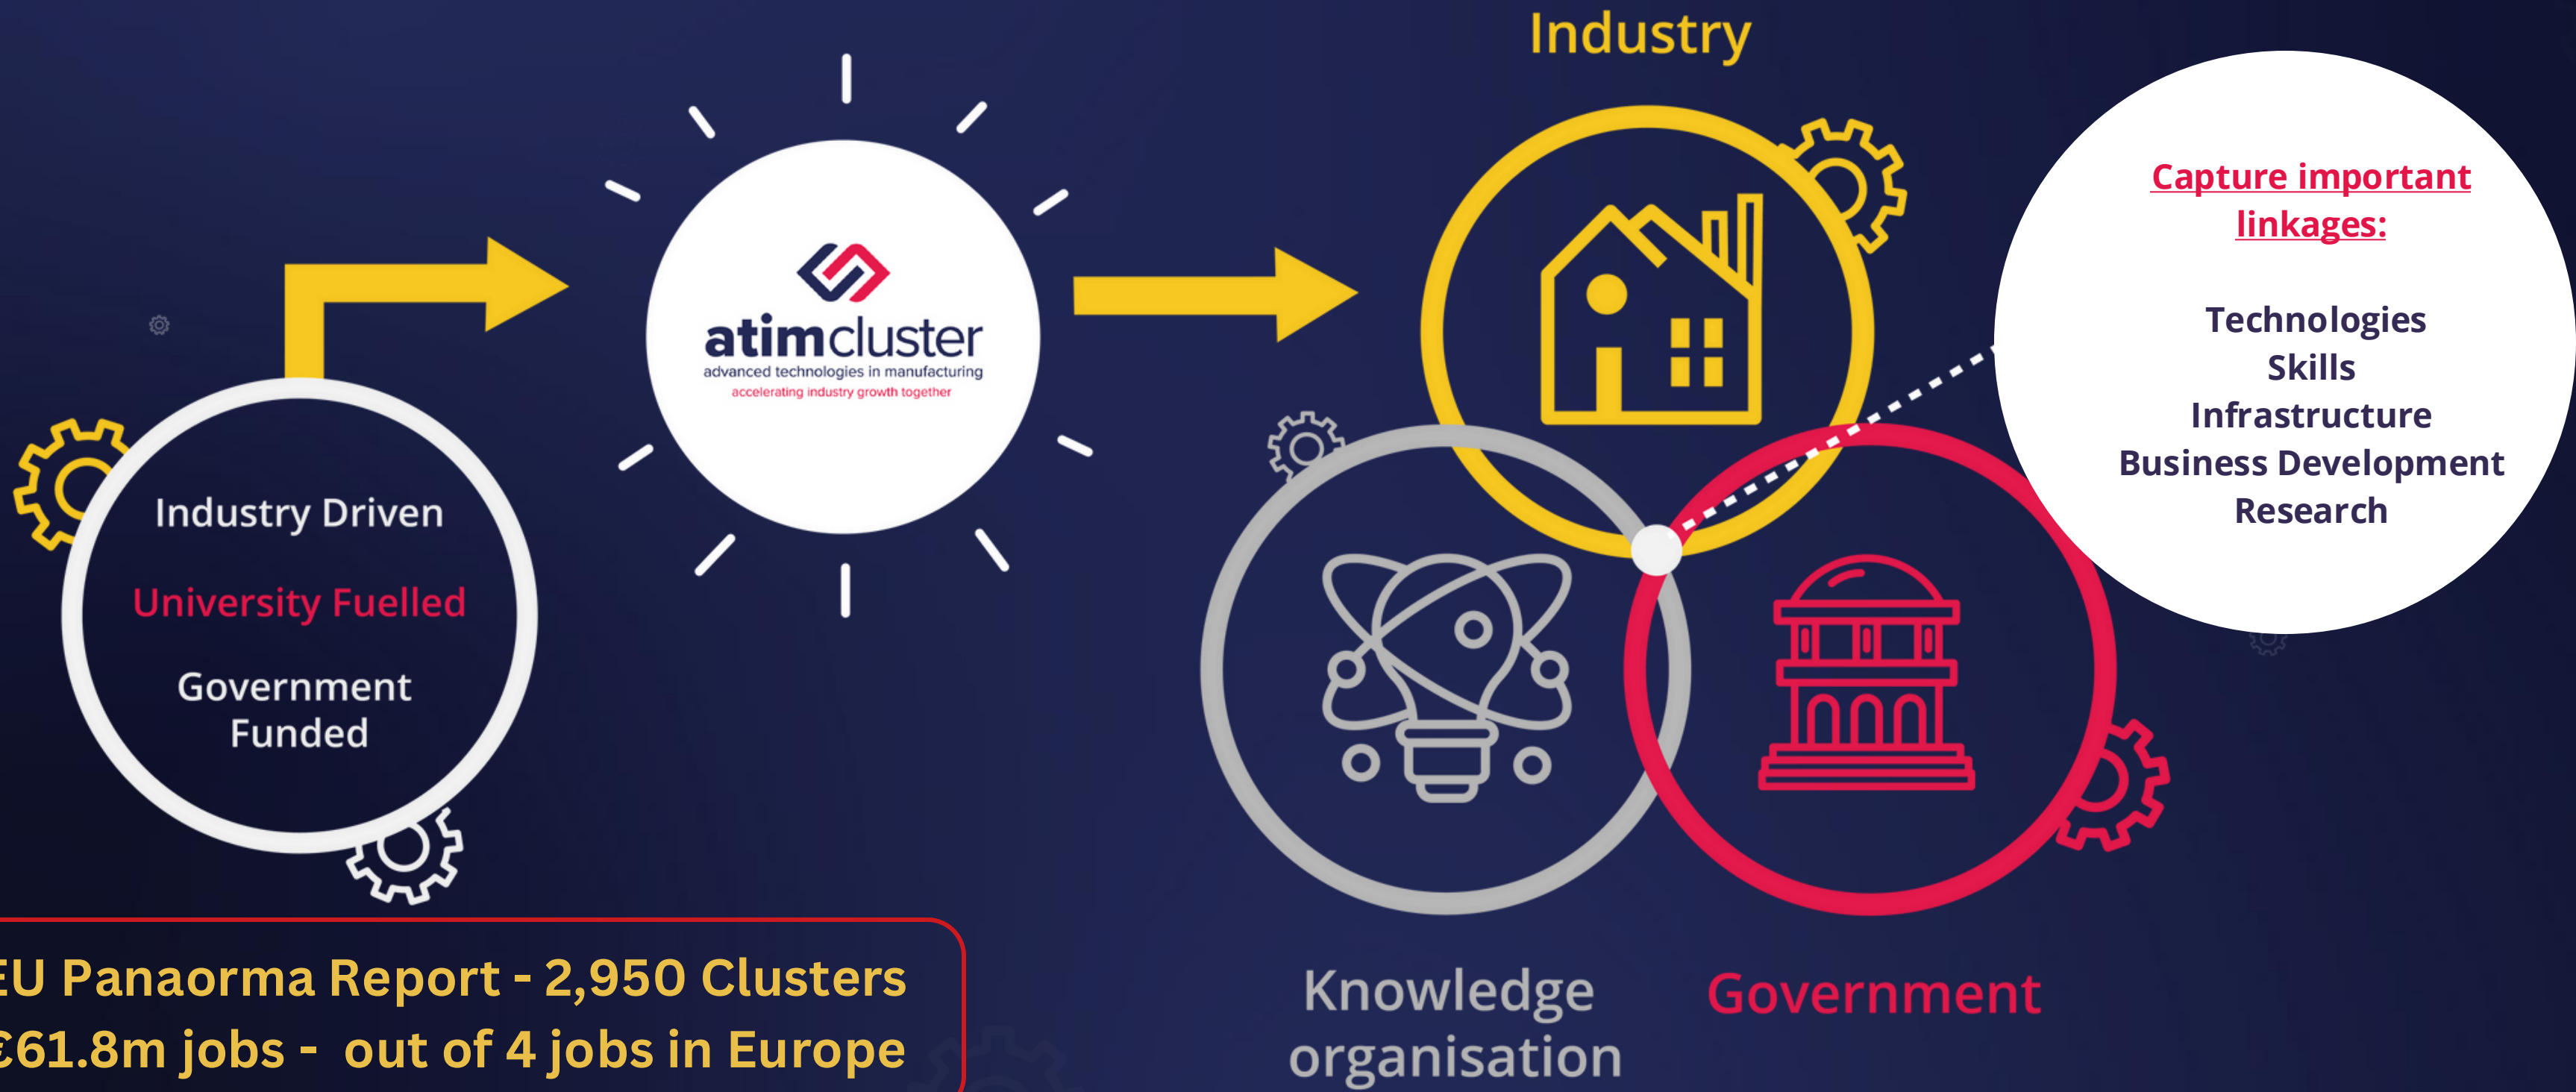 Industry
Capture important
linkages:
Technologies
Skills
Infrastructure
Business Development
Research
atimcluster
advanced technologies in manufacturing
accelerating industry growth together
Industry Driven
University Fuelled
Government
Funded
EU Panaorma Report - 2,950 Clusters
€61.8m jobs - out of 4 jobs in Europe
Knowledge
organisation
Government